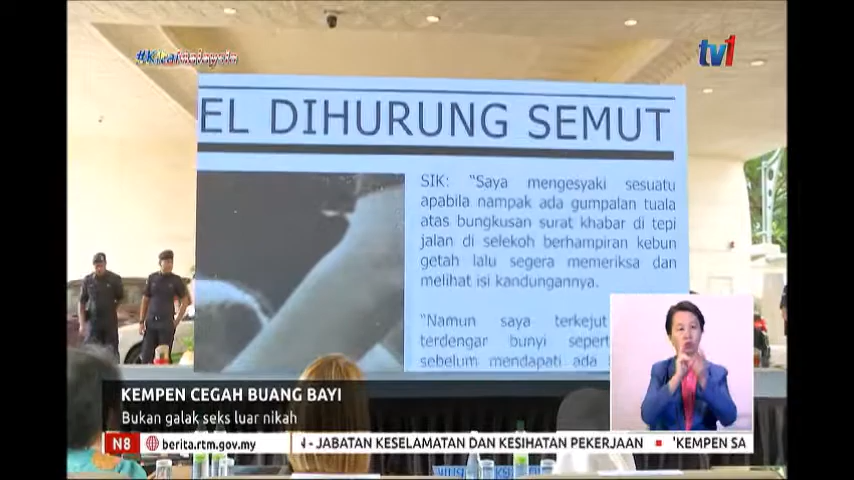 #KitaMalaysia
tv1
EL DIHURUNG SEMUT
SIK: "Saya mengesyaki sesuatu
apabila nampak ada gumpalan tuala
atas bungkusan surat khabar di tepi
jalan di selekoh berhampiran kebun
getah lalu segera memeriksa dan
melihat isi kandungannya.
"Namun saya terkejut
terdengar bunyi sepert
sebelum mendapati ada
KEMPEN CEGAH BUANG BAYI
Bukan galak seks luar nikah
N8 berita.rtm.gov.my - JABATAN KESELAMATAN DAN KESIHATAN PEKERJAAN ▪ 'KEMPEN SA